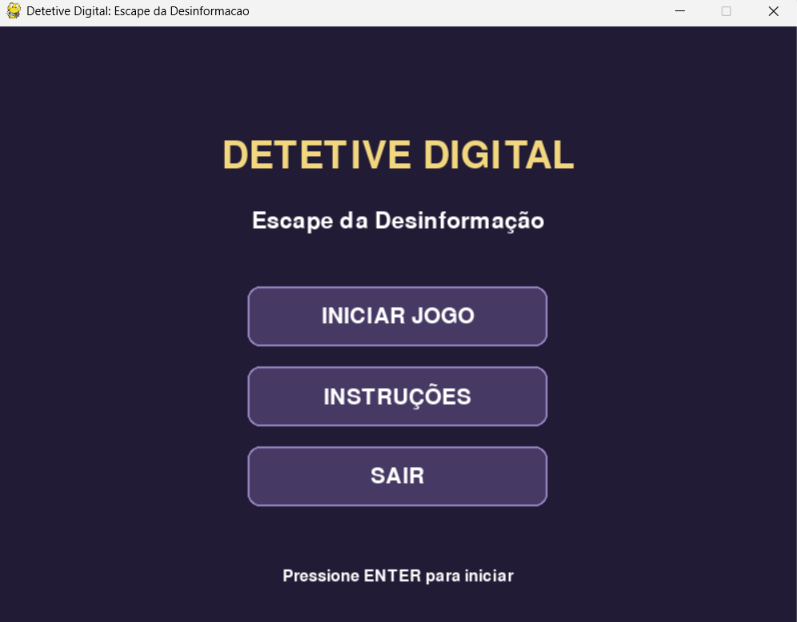 Detetive Digital: Escape da Desinformacao
DETETIVE DIGITAL
Escape da Desinformação
INICIAR JOGO
INSTRUÇÕES
SAIR
Pressione ENTER para iniciar